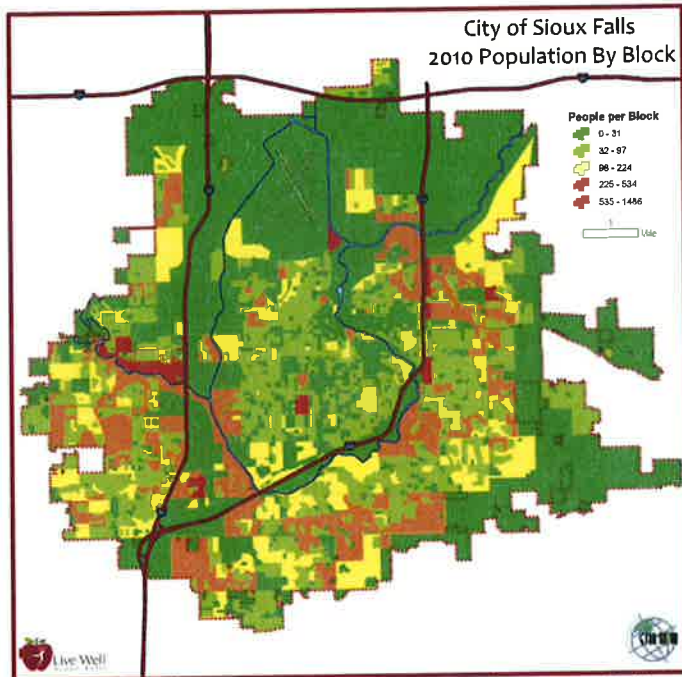 City of Sioux Falls
2010 Population By Block
People per Block
0 - 31
32 - 97
98 - 224
225 - 534
535 - 1486
Mile
Live Well